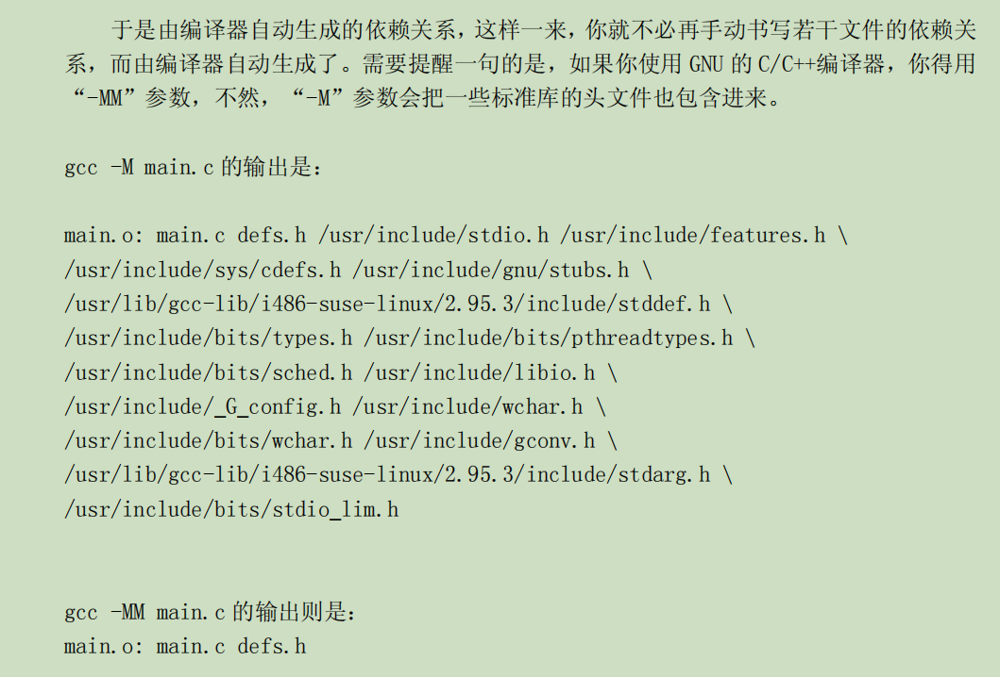 于是由编译器自动生成的依赖关系，这样一来，你就不必再手动书写若干文件的依赖关
系，而由编译器自动生成了。需要提醒一句的是，如果你使用 GNU 的 C/C++编译器，你得用
“-MM”参数，不然，“-M”参数会把一些标准库的头文件也包含进来。
gcc -M main.c 的输出是：
main.o: main.c defs.h /usr/include/stdio.h /usr/include/features.h \
/usr/include/sys/cdefs.h /usr/include/gnu/stubs.h \
/usr/lib/gcc-lib/i486-suse-linux/2.95.3/include/stddef.h \
/usr/include/bits/types.h /usr/include/bits/pthreadtypes.h \
/usr/include/bits/sched.h /usr/include/libio.h \
/usr/include/_G_config.h /usr/include/wchar.h \
/usr/include/bits/wchar.h /usr/include/gconv.h \
/usr/lib/gcc-lib/i486-suse-linux/2.95.3/include/stdarg.h \
/usr/include/bits/stdio_lim.h
gcc -MM main.c 的输出则是：
main.o: main.c defs.h